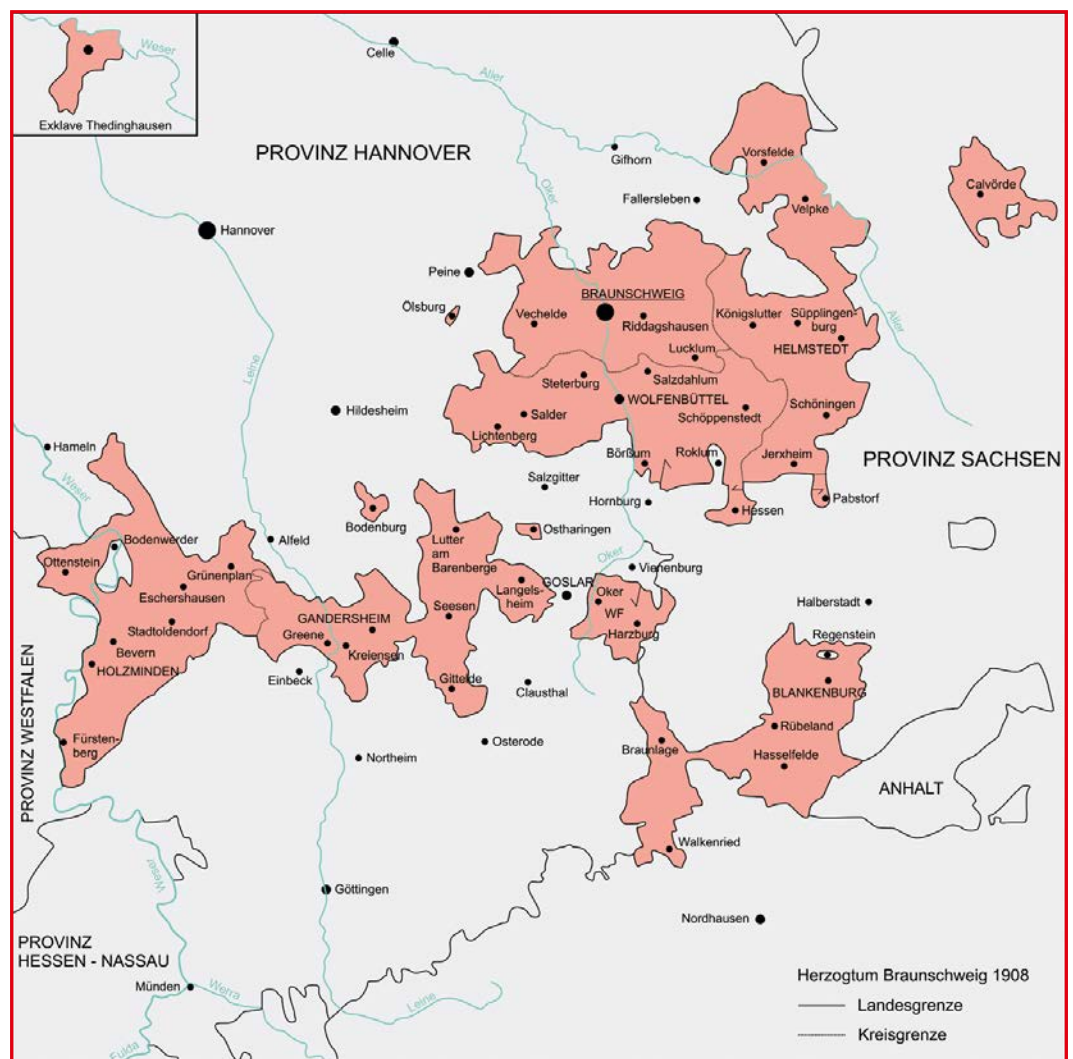 Weser
Exklave Thedinghausen
Celle
Aller
PROVINZ HANNOVER
Gifhorn
Oker
Vorsfelde
Fallersleben
Velpke
Calvörde
Hannover
Peine
Ölsburg
BRAUNSCHWEIG
Vechelde
Riddagshausen
Königslutter
Süpplingen-
burg
HELMSTEDT
Aller
Lucklum
Leine
Steterburg
Salzdahlum
WOLFENBÜTTEL
Schöppenstedt
Schöningen
Hildesheim
Salder
Lichtenberg
Hameln
Weser
Börßum
Roklum
Jerxheim
PROVINZ SACHSEN
Salzgitter
Hornburg
Hessen
Pabstorf
Bodenburg
Ostharingen
Lutter
am
Barenberge
Bodenwerder
Alfeld
Ottenstein
Grünenplan
Eschershausen
Oker
Vienenburg
Langels-
heim
GOSLAR
Oker
WF
Harzburg
Halberstadt
Seesen
Stadtoldendorf
GANDERSHEIM
Greene
Kreiensen
Bevern
HOLZMINDEN
Regenstein
BLANKENBURG
Einbeck
Gittelde
Clausthal
PROVINZ WESTFALEN
Fürsten-
berg
Rübeland
Braunlage
Osterode
Northeim
Hasselfelde
ANHALT
Walkenried
Weser
Göttingen
Nordhausen
PROVINZ
HESSEN - NASSAU
Münden
Werra
Leine
Fulda
Herzogtum Braunschweig 1908
Landesgrenze
Kreisgrenze